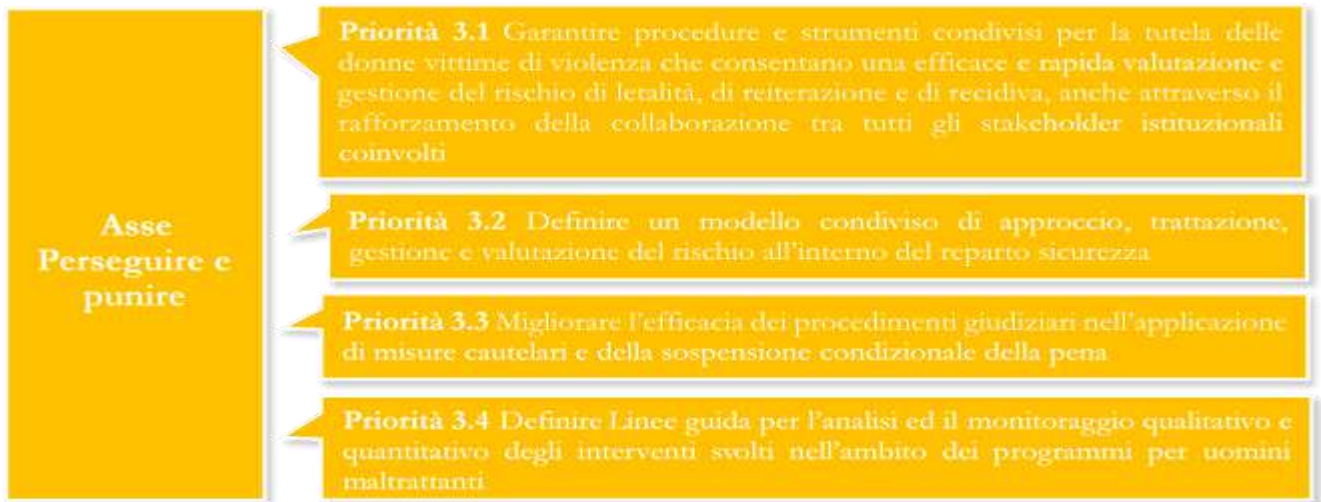 Asse
Perseguire e
punire
Priorità 3.1 Garantire procedure e strumenti condivisi per la tutela delle
donne vittime di violenza che consentano una efficace e rapida valutazione e
gestione del rischio di letalità, di reiterazione e di recidiva, anche attraverso il
rafforzamento della collaborazione tra tutti gli stakeholder istituzionali
coinvolti
Priorità 3.2 Definire un modello condiviso di approccio, trattazione,
gestione e valutazione del rischio all'interno del reparto sicurezza
Priorità 3.3 Migliorare l'efficacia dei procedimenti giudiziari nell'applicazione
di misure cautelari e della sospensione condizionale della pena
Priorità 3.4 Definire Linee guida per l'analisi ed il monitoraggio qualitativo e
quantitativo degli interventi svolti nell'ambito dei programmi per uomini
maltrattanti